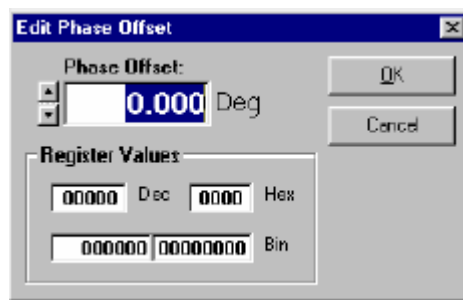 Edit Phase Offset
Phase Offset:
0.000 Deg
OK
Cancel
Register Values
00000 Dec 0000 Hex
000000 00000000 Bin